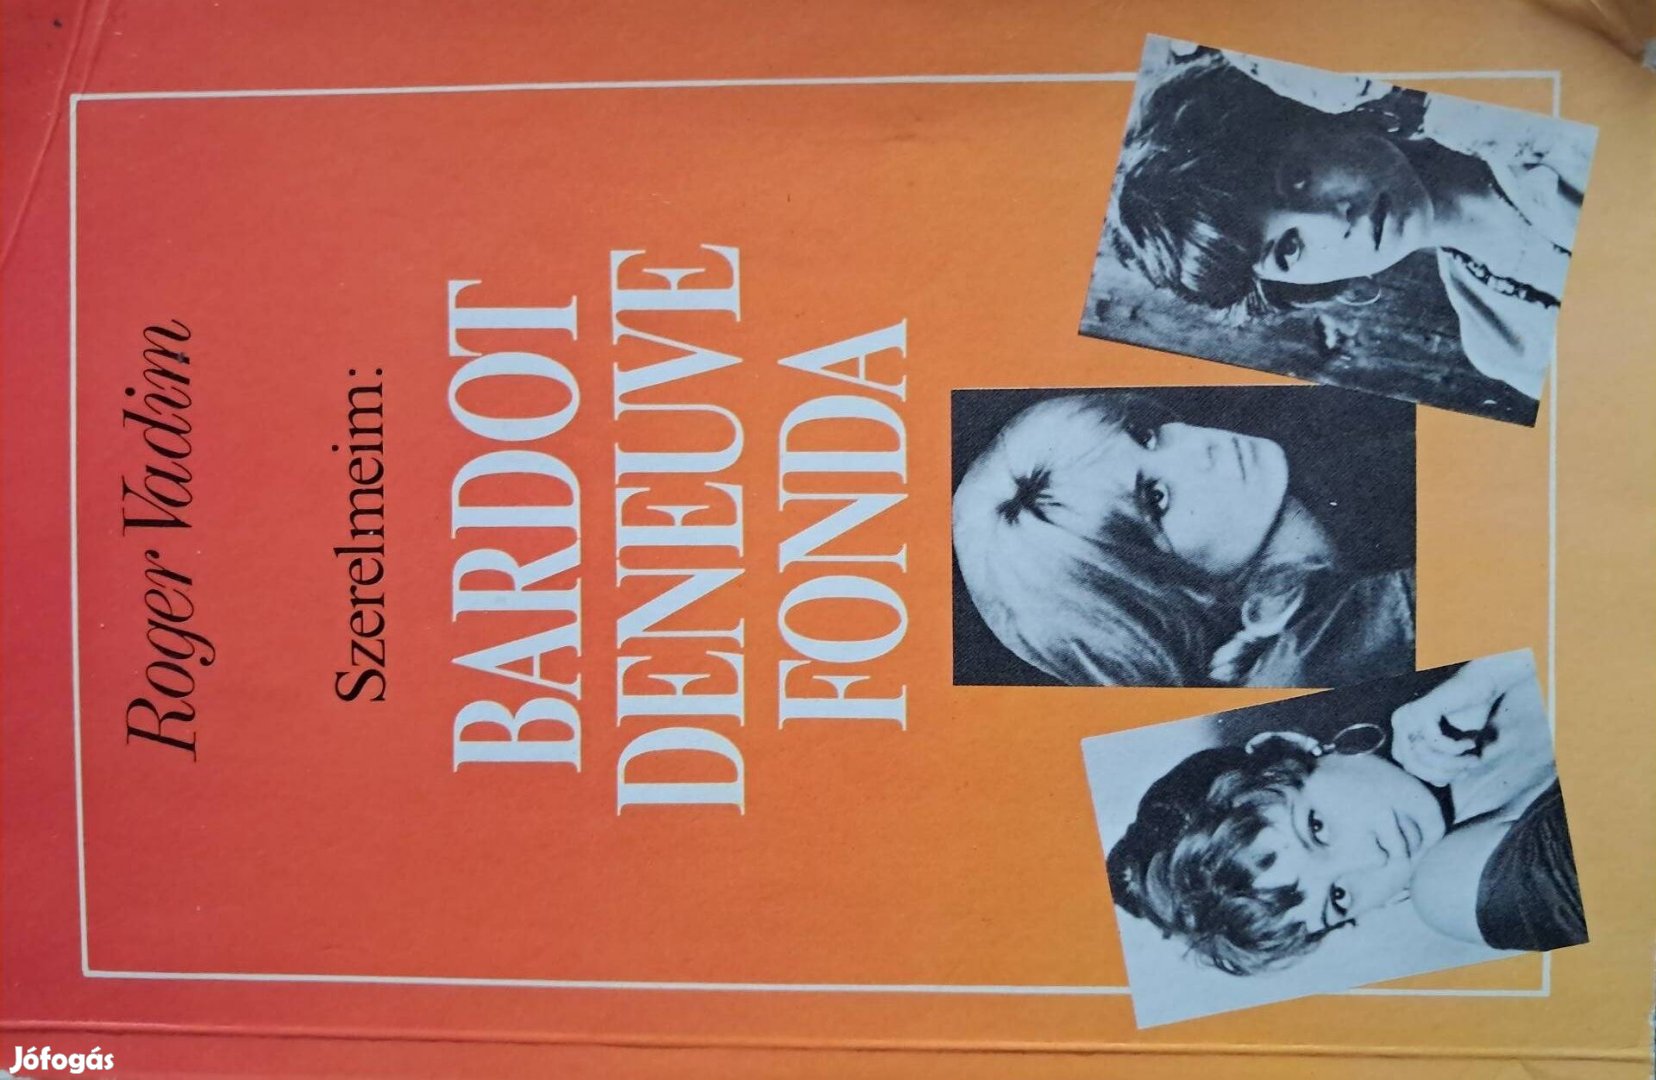 Roger Vadim
Szerelmeim:
BARDOT
DENEUVE
FONDA
Jófogás